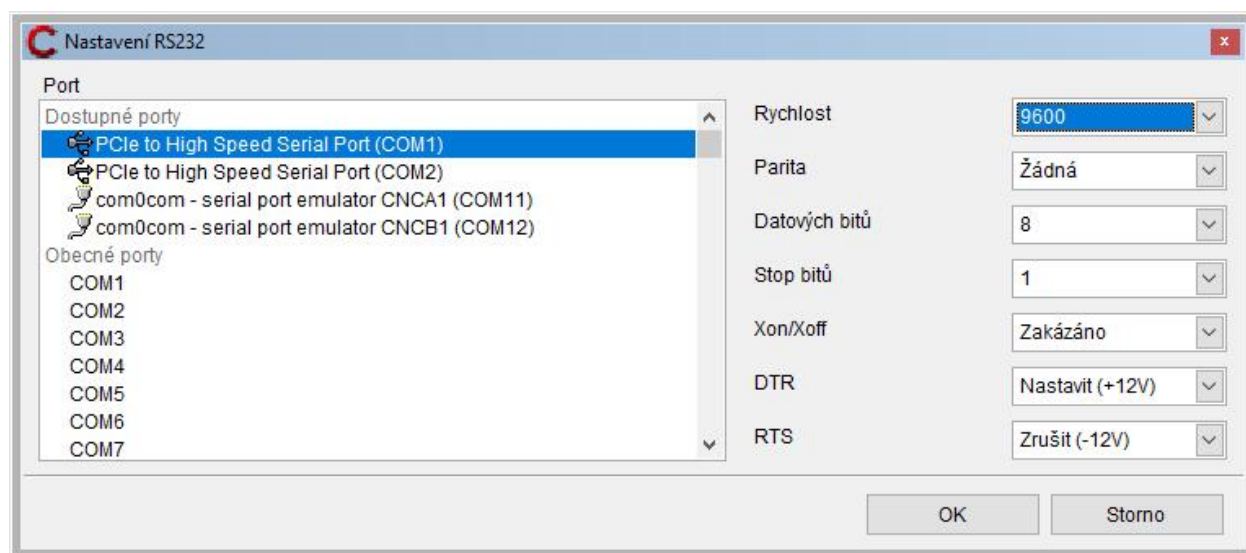 Nastavení RS232
Port
Dostupné porty
PCIe to High Speed Serial Port (COM1)
PCIe to High Speed Serial Port (COM2)
com0com - serial port emulator CNCA1 (COM11)
com0com - serial port emulator CNCB1 (COM12)
Obecné porty
COM1
COM2
COM3
COM4
COM5
COM6
COM7
Rychlost 9600
Parita Žádná
Datových bitů 8
Stop bitů 1
Xon/Xoff Zakázáno
DTR Nastavit (+12V)
RTS Zrušit (-12V)
OK Storno